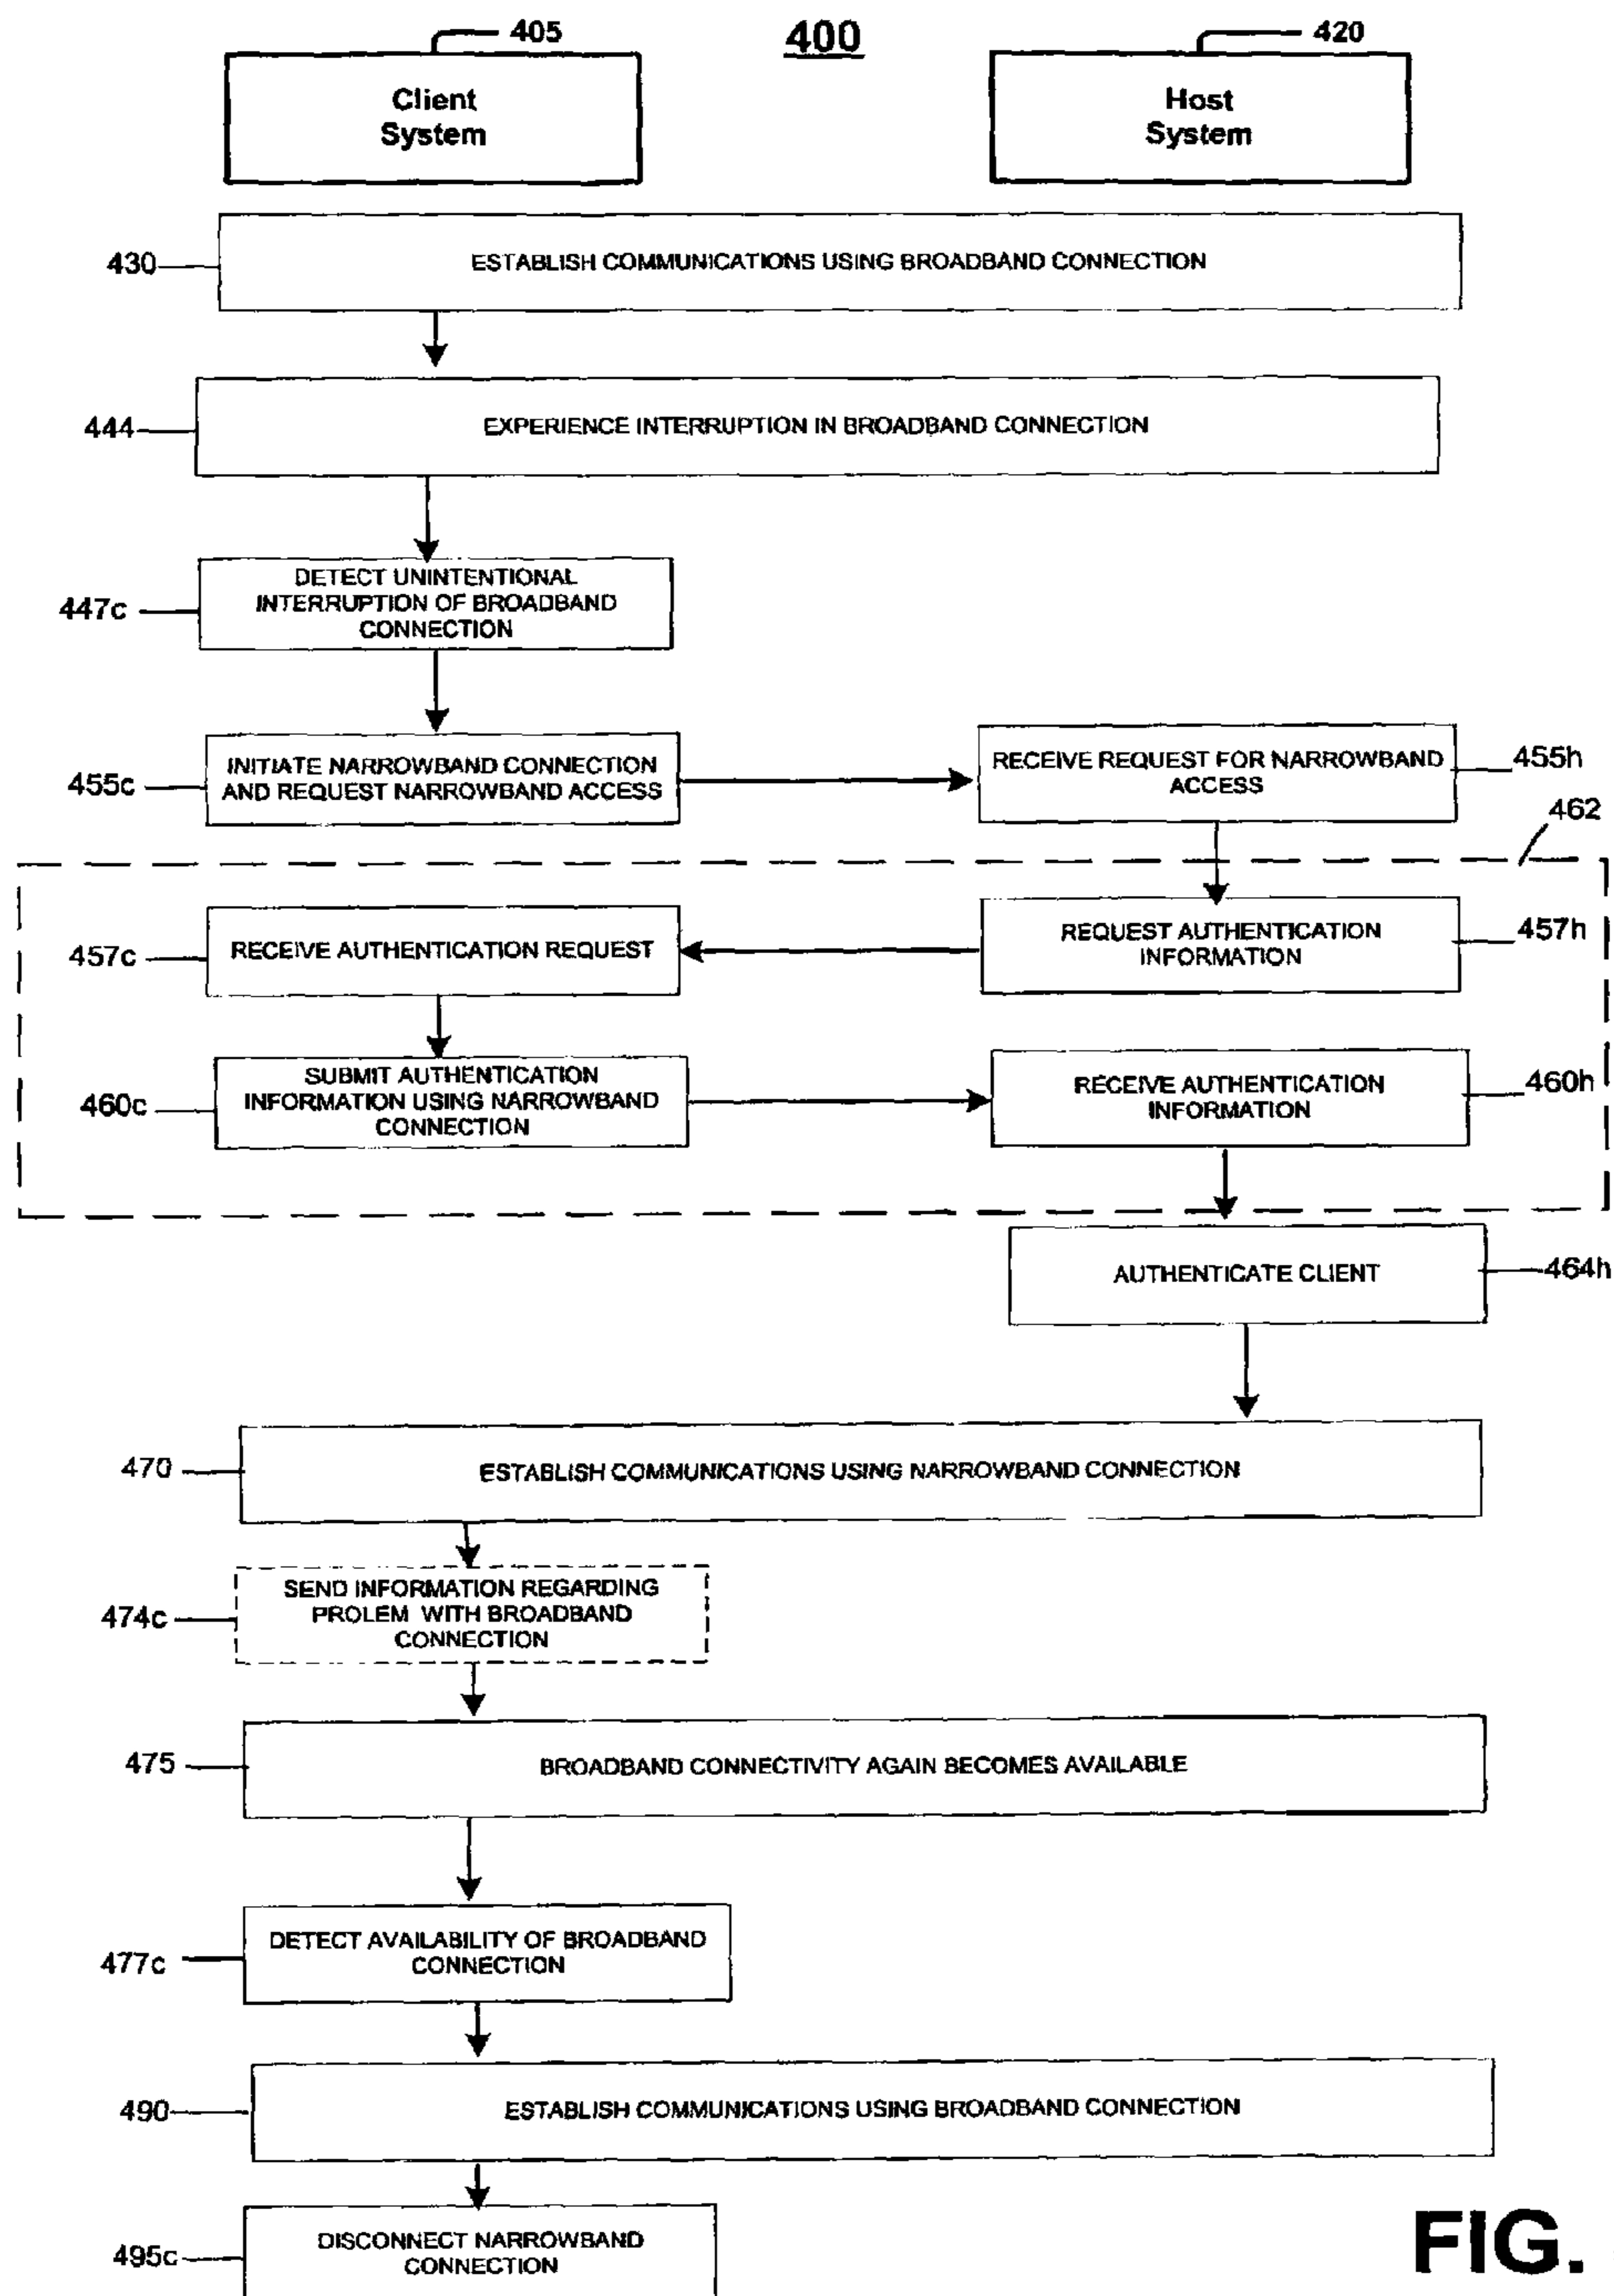 405
400
420
Client
System
Host
System
430
ESTABLISH COMMUNICATIONS USING BROADBAND CONNECTION
444
EXPERIENCE INTERRUPTION IN BROADBAND CONNECTION
447c
DETECT UNINTENTIONAL
INTERRUPTION OF BROADBAND
CONNECTION
455c
INITIATE NARROWBAND CONNECTION
AND REQUEST NARROWBAND ACCESS
RECEIVE REQUEST FOR NARROWBAND
ACCESS
455h
462
457c
RECEIVE AUTHENTICATION REQUEST
REQUEST AUTHENTICATION
INFORMATION
457h
460c
SUBMIT AUTHENTICATION
INFORMATION USING NARROWBAND
CONNECTION
RECEIVE AUTHENTICATION
INFORMATION
460h
AUTHENTICATE CLIENT
464h
470
ESTABLISH COMMUNICATIONS USING NARROWBAND CONNECTION
474c
SEND INFORMATION REGARDING
PROLEM WITH BROADBAND
CONNECTION
475
BROADBAND CONNECTIVITY AGAIN BECOMES AVAILABLE
477c
DETECT AVAILABILITY OF BROADBAND
CONNECTION
490
ESTABLISH COMMUNICATIONS USING BROADBAND CONNECTION
495c
DISCONNECT NARROWBAND
CONNECTION
FIG.